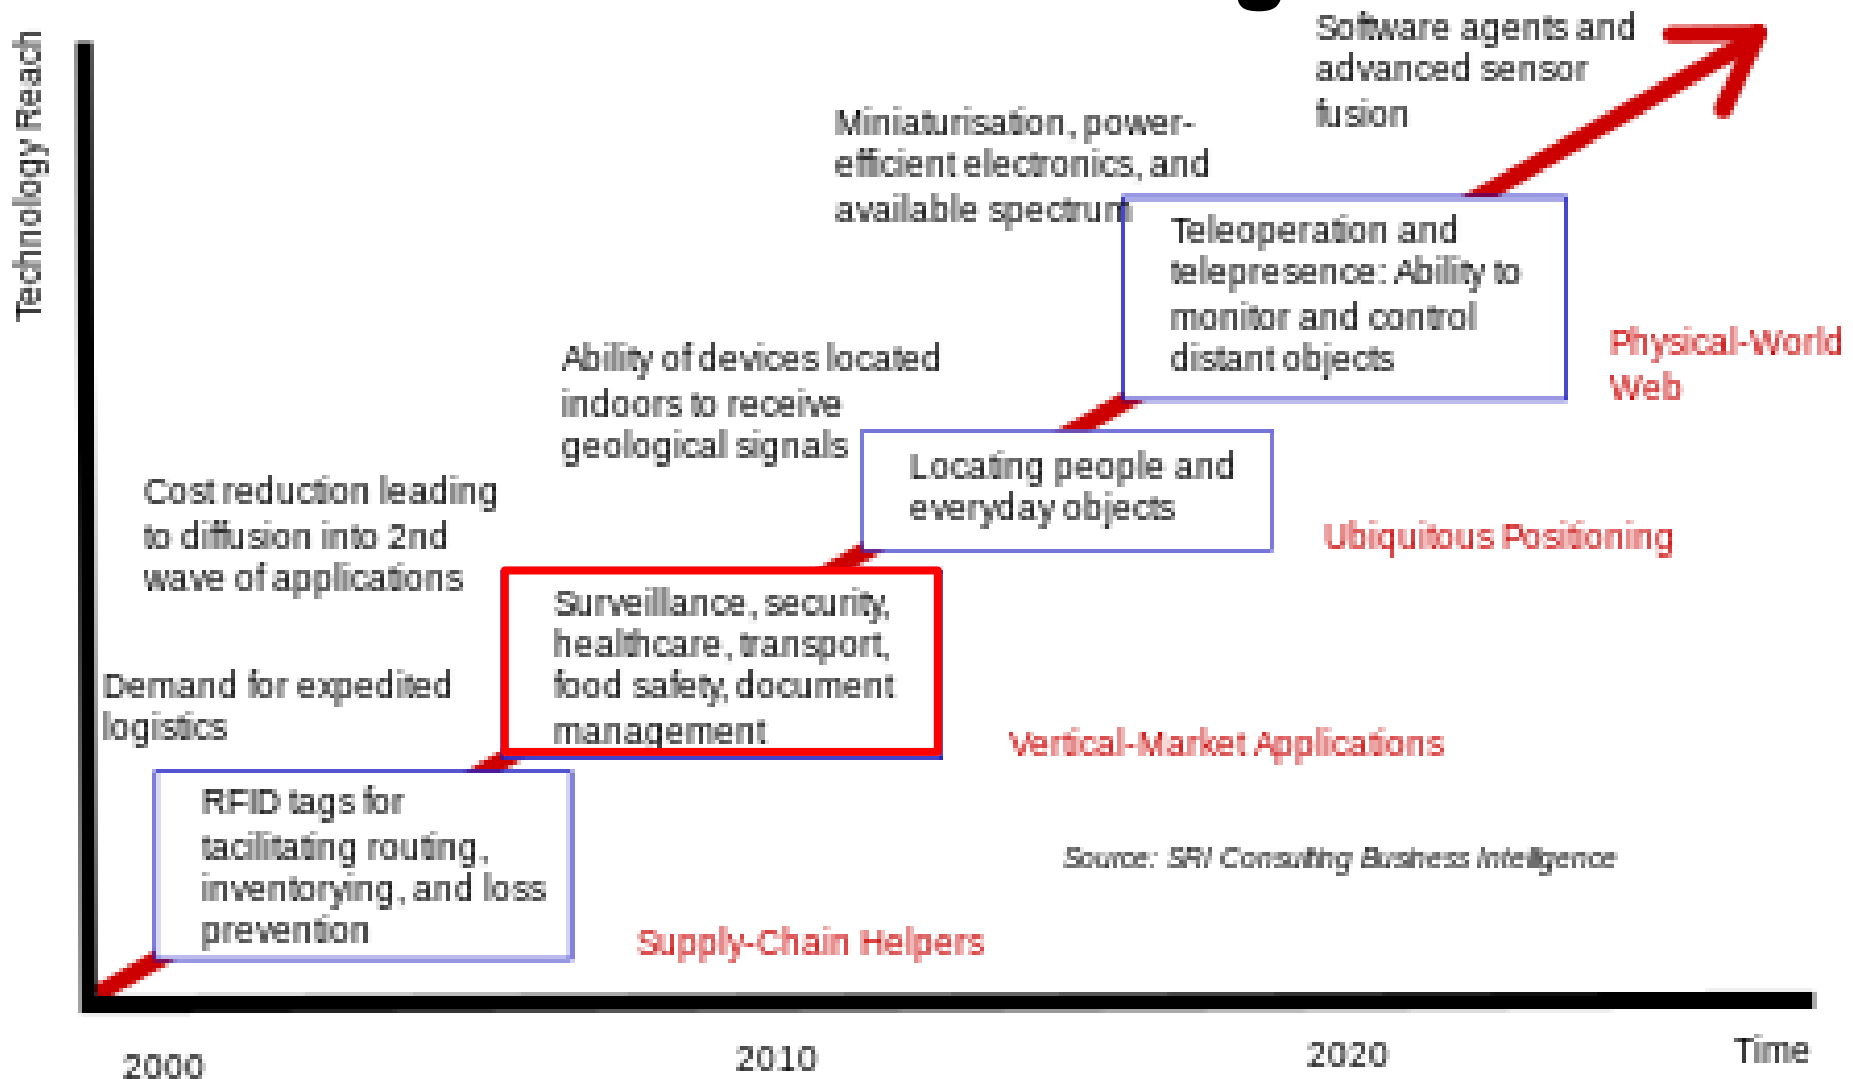 Technology Reach
Software agents and
advanced sensor
fusion
Miniaturisation, power-
efficient electronics, and
available spectrum
Teleoperation and
telepresence: Ability to
monitor and control
distant objects
Physical-World
Web
Ability of devices located
indoors to receive
geological signals
Locating people and
everyday objects
Ubiquitous Positioning
Cost reduction leading
to diffusion into 2nd
wave of applications
Surveillance, security,
healthcare, transport,
food safety, document
management
Vertical-Market Applications
Demand for expedited
logistics
RFID tags for
tacilitating routing,
inventorying, and loss
prevention
Supply-Chain Helpers
Source: SRI Consulting Business Intelligence
2000
2010
2020
Time